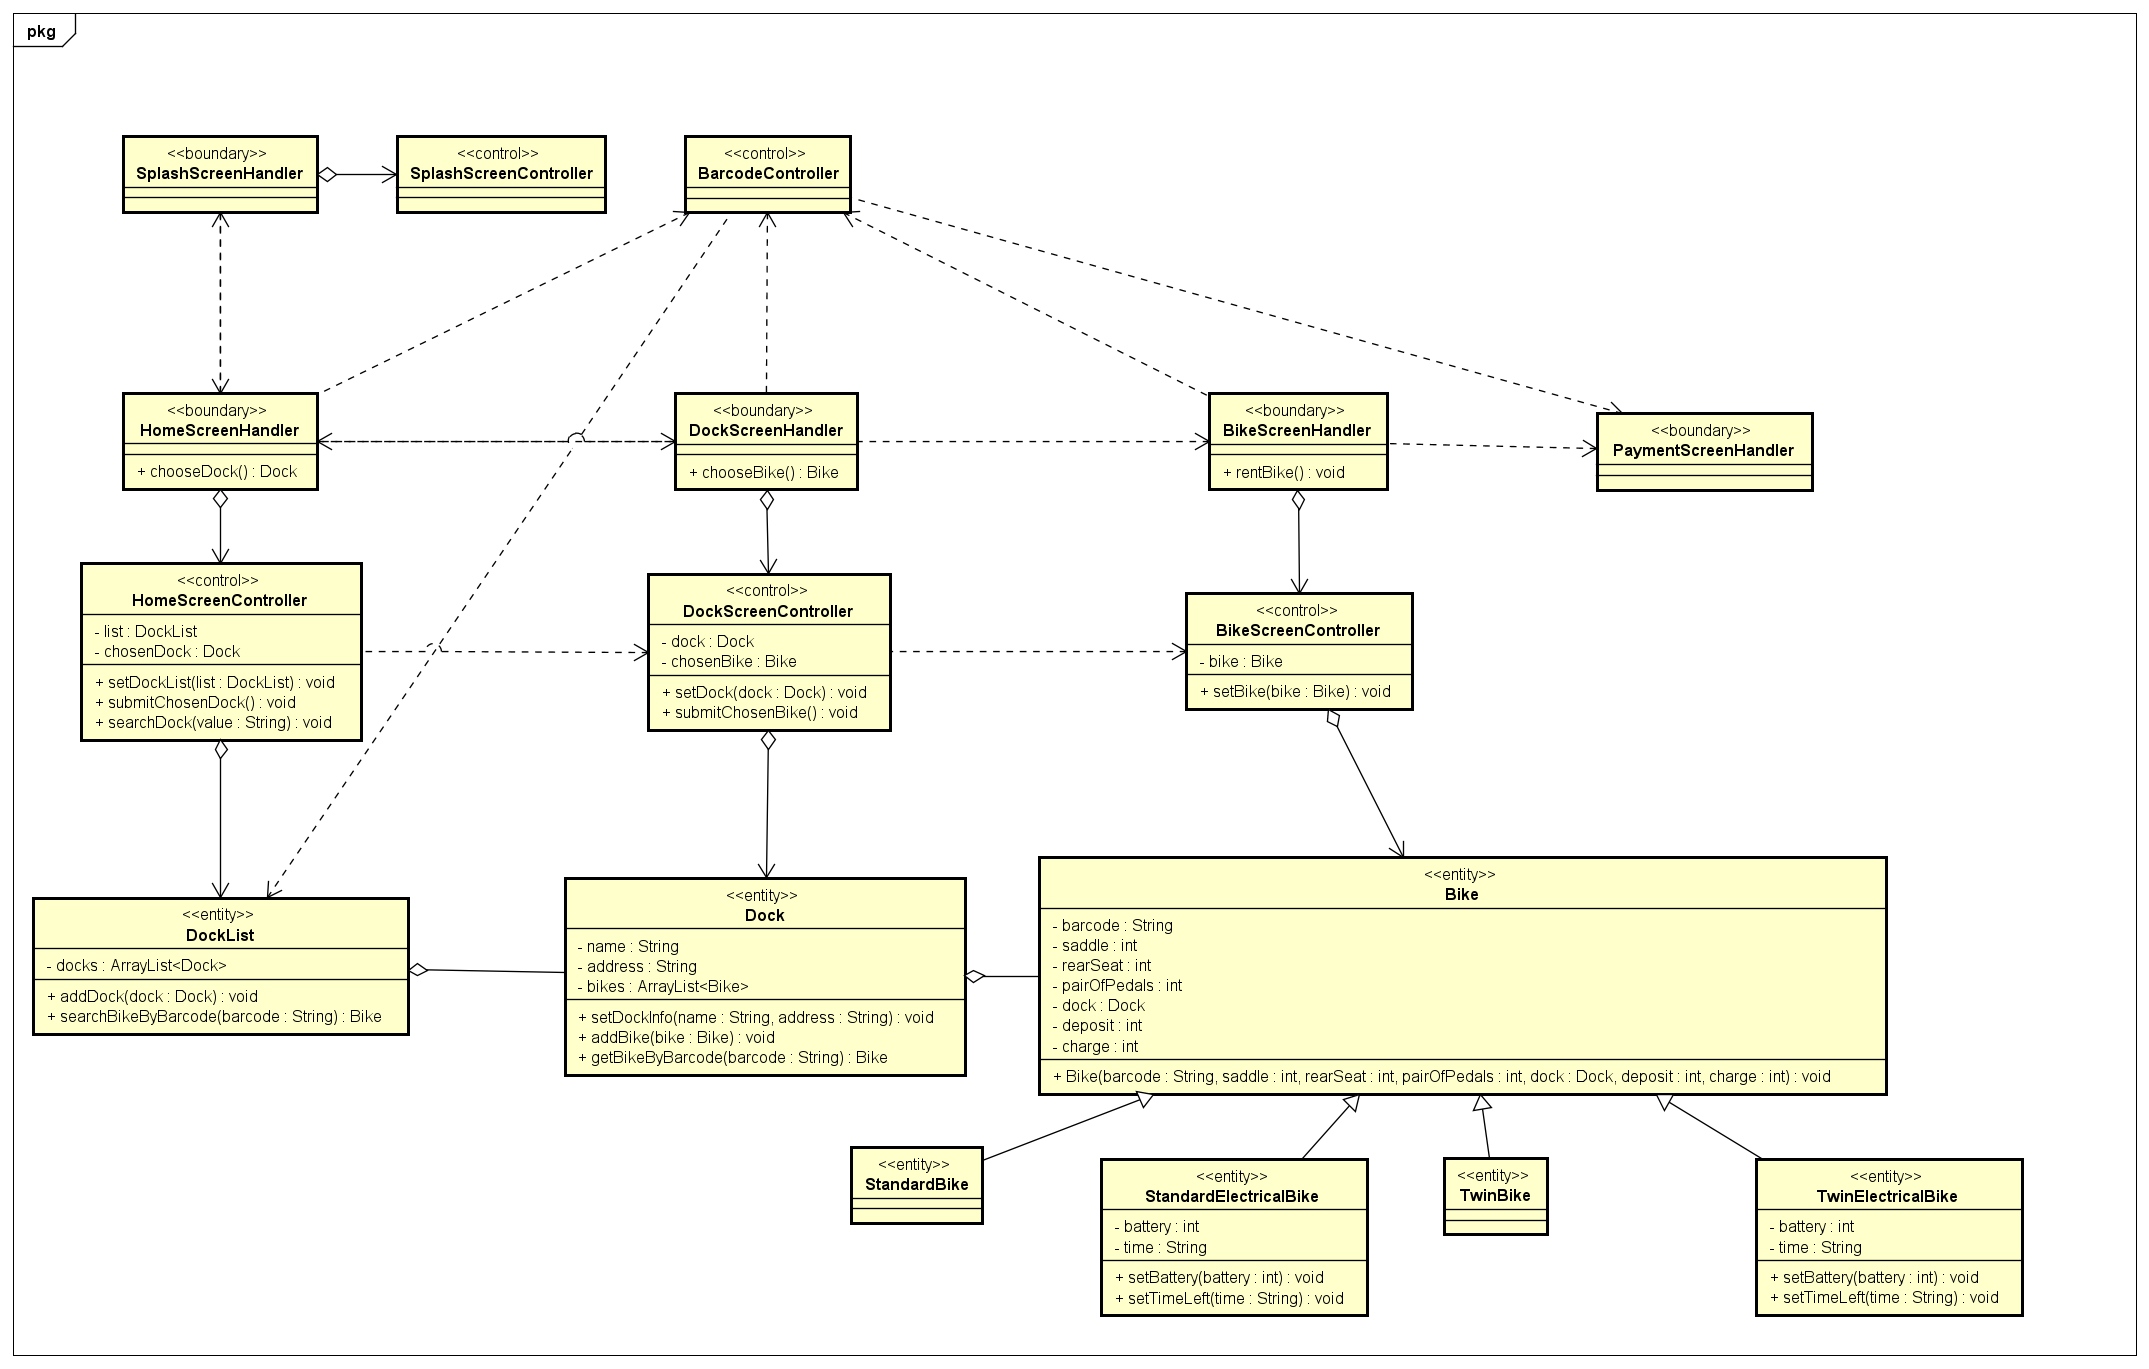 pkg
<<boundary>>
SplashScreenHandler
<<control>>
SplashScreenController
<<control>>
BarcodeController
<<boundary>>
HomeScreenHandler
+ chooseDock() : Dock
<<boundary>>
DockScreenHandler
+ chooseBike() : Bike
<<boundary>>
BikeScreenHandler
+ rentBike() : void
<<boundary>>
PaymentScreenHandler
<<control>>
HomeScreenController
- list : DockList
- chosenDock : Dock
+ setDockList(list : DockList) : void
+ submitChosenDock() : void
+ searchDock(value : String) : void
<<control>>
DockScreenController
- dock : Dock
- chosenBike : Bike
+ setDock(dock : Dock) : void
+ submitChosenBike() : void
<<control>>
BikeScreenController
- bike : Bike
+ setBike(bike : Bike) : void
<<entity>>
DockList
- docks : ArrayList<Dock>
+ addDock(dock : Dock) : void
+ searchBikeByBarcode(barcode : String) : Bike
<<entity>>
Dock
- name : String
- address : String
- bikes : ArrayList<Bike>
+ setDockInfo(name : String, address : String) : void
+ addBike(bike : Bike) : void
+ getBikeByBarcode(barcode : String) : Bike
<<entity>>
Bike
- barcode : String
- saddle : int
- rearSeat : int
- pairOfPedals : int
- dock : Dock
- deposit : int
- charge : int
+ Bike(barcode : String, saddle : int, rearSeat : int, pairOfPedals : int, dock : Dock, deposit : int, charge : int) : void
<<entity>>
StandardBike
<<entity>>
StandardElectricalBike
- battery : int
- time : String
+ setBattery(battery : int) : void
+ setTimeLeft(time : String) : void
<<entity>>
TwinBike
<<entity>>
TwinElectricalBike
- battery : int
- time : String
+ setBattery(battery : int) : void
+ setTimeLeft(time : String) : void